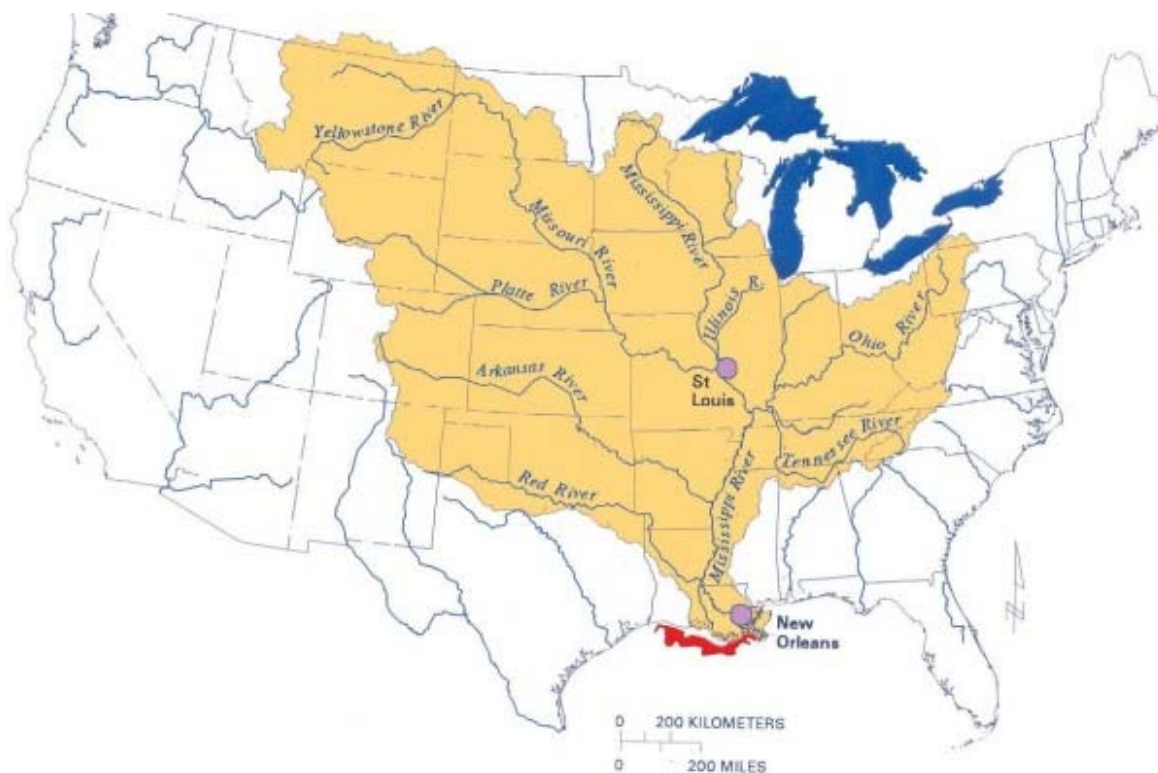 Yellowstone River
Mississippi River
Missouri River
Platte River
Illinois R.
Ohio River
St
Louis
Arkansas River
Tennessee River
Red River
Mississippi River
New
Orleans
0 200 KILOMETERS
0 200 MILES